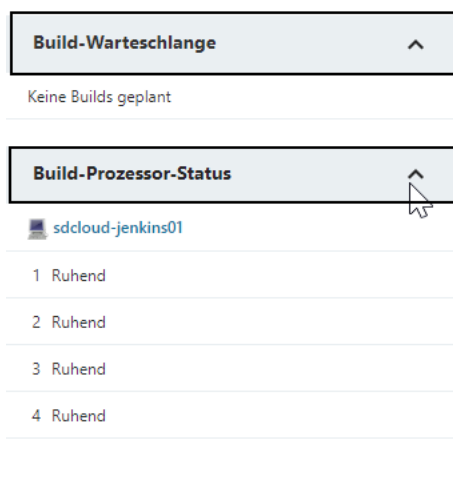 Build-Warteschlange
Keine Builds geplant
Build-Prozessor-Status
sdcloud-jenkins01
1 Ruhend
2 Ruhend
3 Ruhend
4 Ruhend